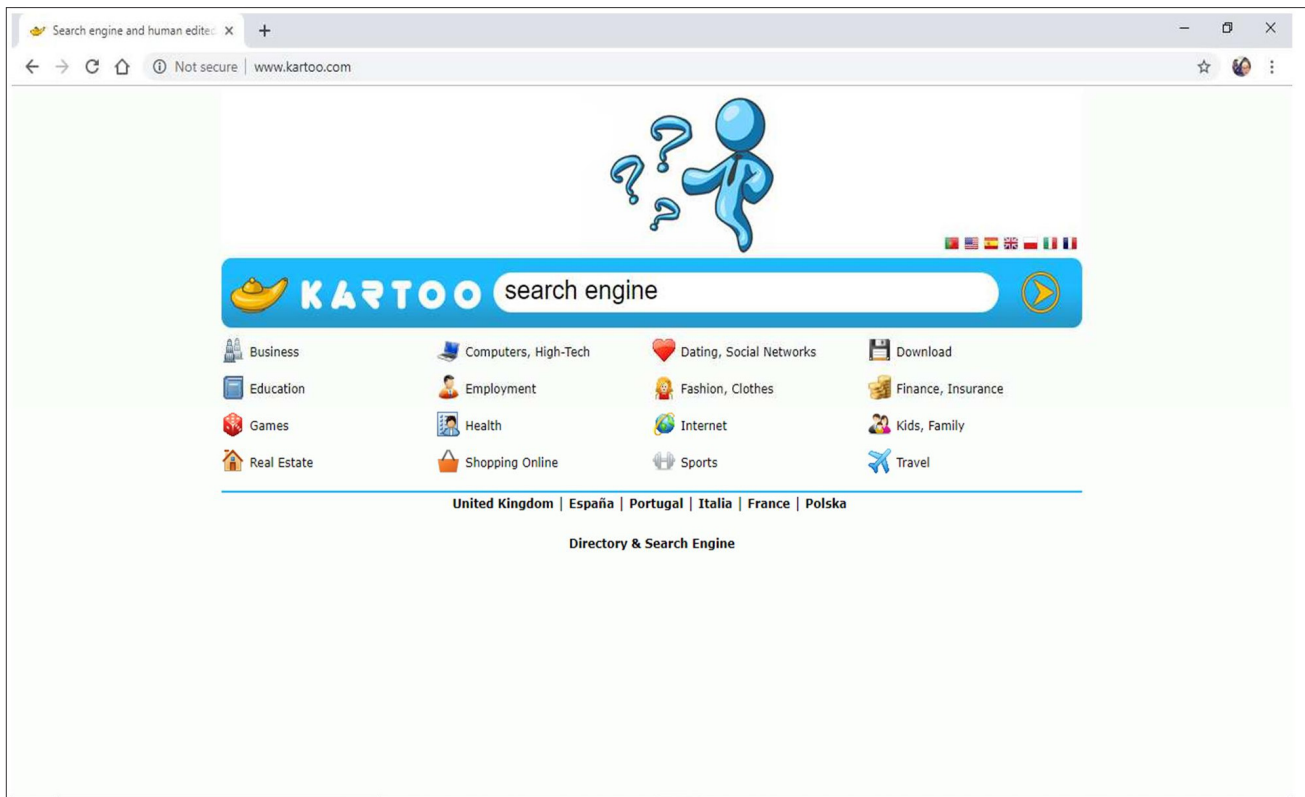 Search engine and human edited
Not secure | www.kartoo.com
KARTOO search engine
Business Computers, High-Tech Dating, Social Networks Download
Education Employment Fashion, Clothes Finance, Insurance
Games Health Internet Kids, Family
Real Estate Shopping Online Sports Travel
United Kingdom | España | Portugal | Italia | France | Polska
Directory & Search Engine